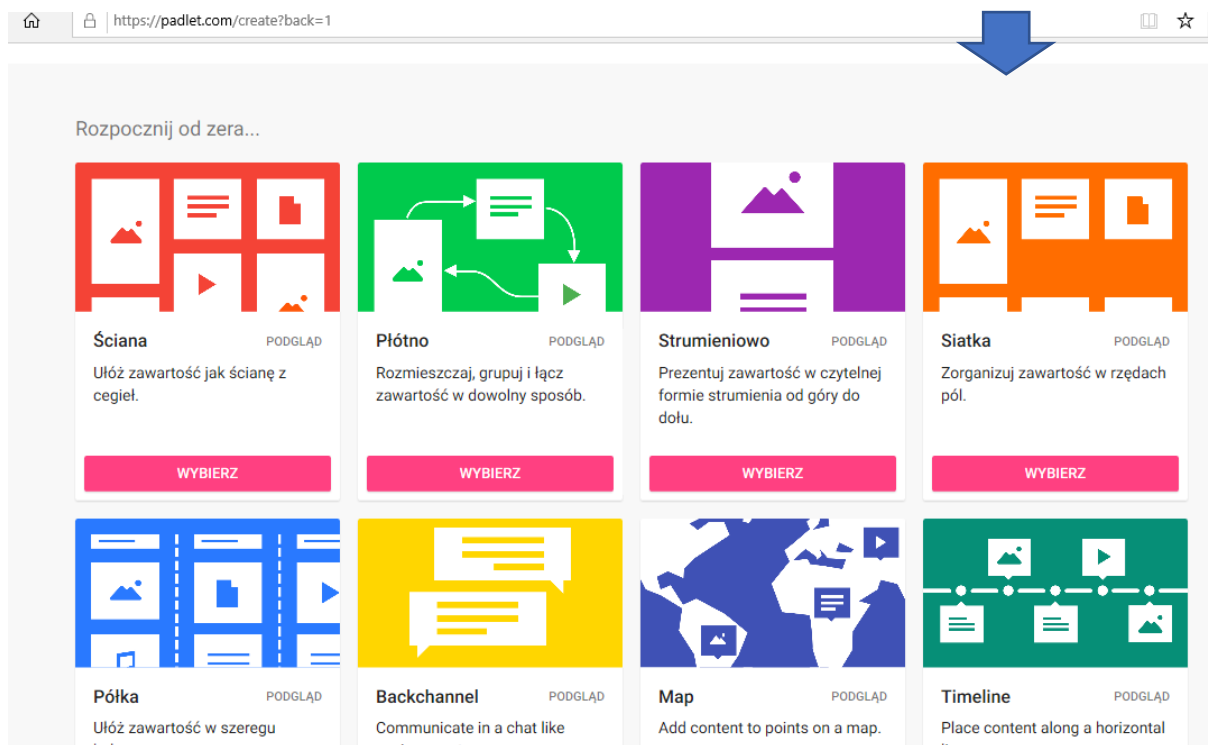 https://padlet.com/create?back=1
Rozpocznij od zera...
Ściana PODGLĄD
Ułóż zawartość jak ścianę z
cegieł.
WYBIERZ
Płótno PODGLĄD
Rozmieszczaj, grupuj i łącz
zawartość w dowolny sposób.
WYBIERZ
Strumieniowo PODGLĄD
Prezentuj zawartość w czytelnej
formie strumienia od góry do
dołu.
WYBIERZ
Siatka PODGLĄD
Zorganizuj zawartość w rzędach
pól.
WYBIERZ
Półka PODGLĄD
Ułóż zawartość w szeregu
Backchannel PODGLĄD
Communicate in a chat like
Map PODGLĄD
Add content to points on a map.
Timeline PODGLĄD
Place content along a horizontal